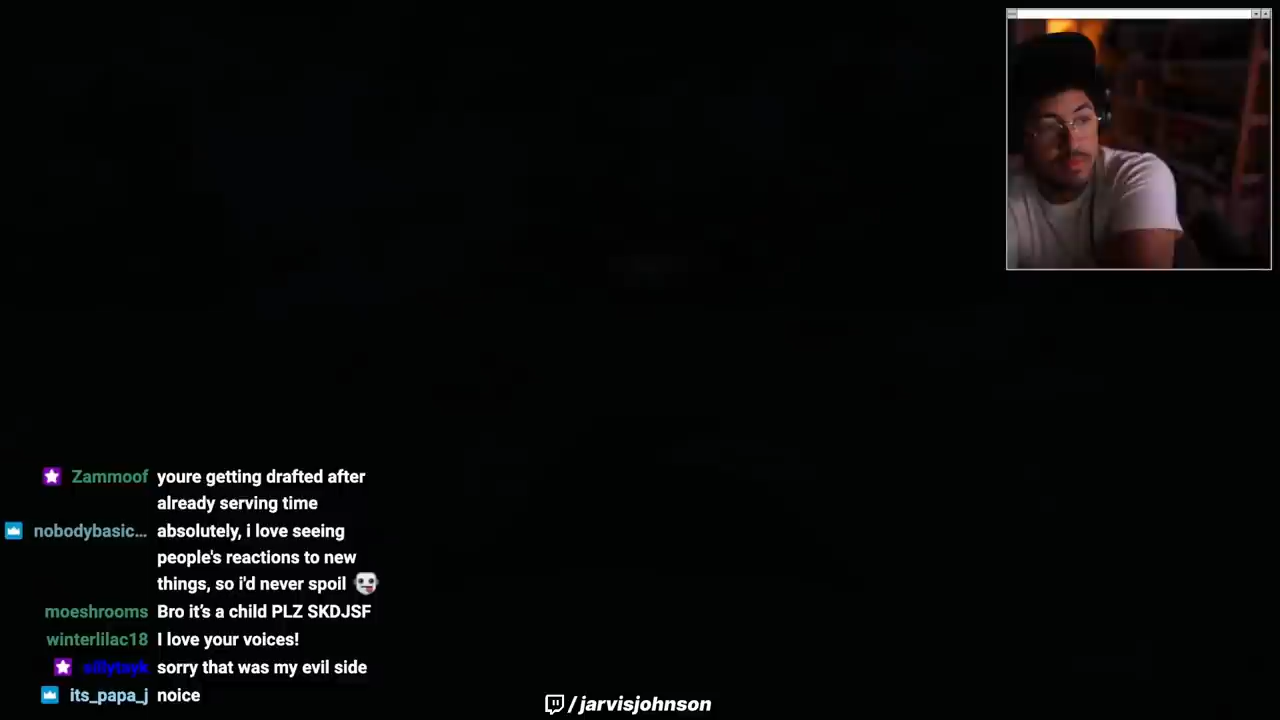 Zammoof youre getting drafted after
already serving time
nobodybasic... absolutely, i love seeing
people's reactions to new
things, so i'd never spoil
moeshrooms Bro it's a child PLZ SKDJSF
winterlilac18 I love your voices!
sillytayk sorry that was my evil side
its_papa_j noice
/jarvisjohnson